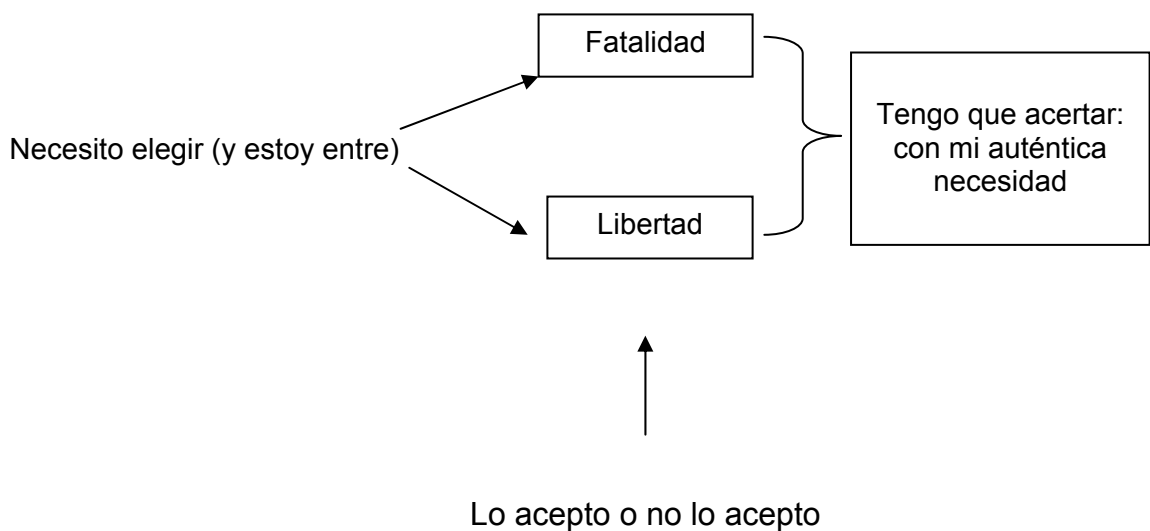 Fatalidad
Necesito elegir (y estoy entre)
Libertad
Tengo que acertar:
con mi auténtica
necesidad
Lo acepto o no lo acepto